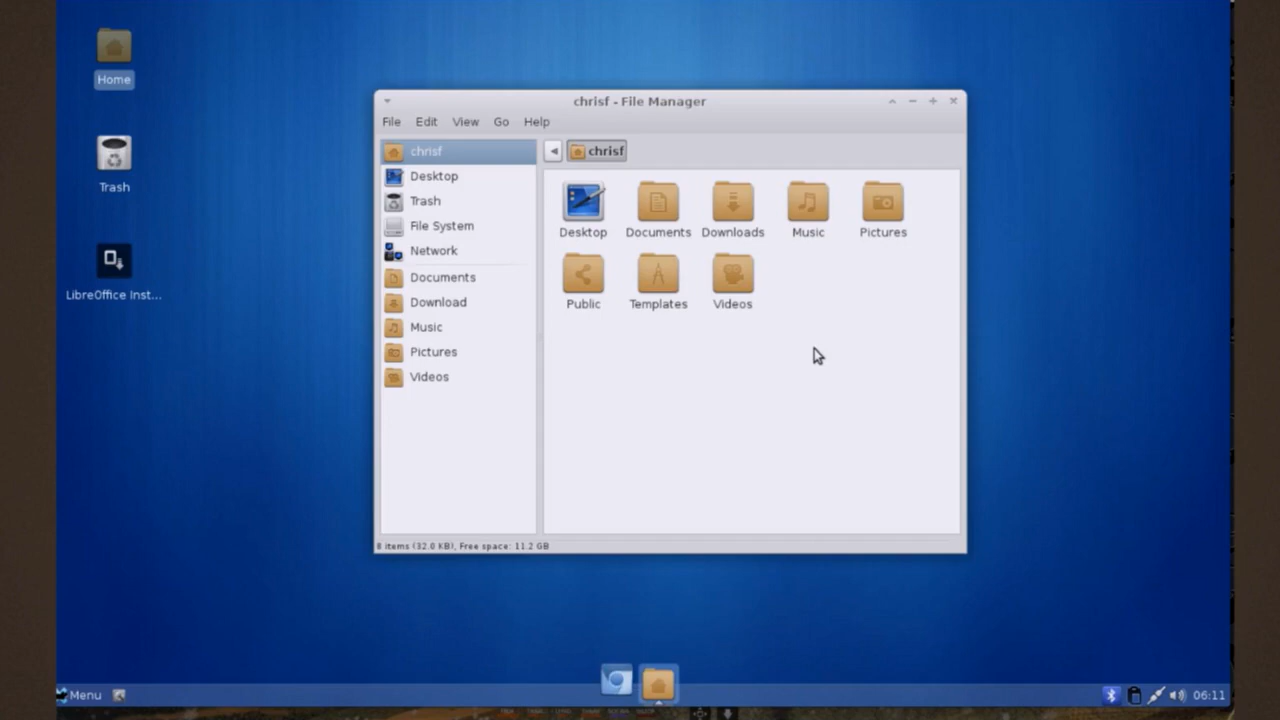 Home
Trash
LibreOffice Inst...
chrisf - File Manager
File Edit View Go Help
chrisf
Desktop
Trash
File System
Network
Documents
Download
Music
Pictures
Videos
chrisf
Desktop Documents Downloads Music Pictures
Public Templates Videos
8 items (32.0 KB), Free space: 11.2 GB
Menu
06:11